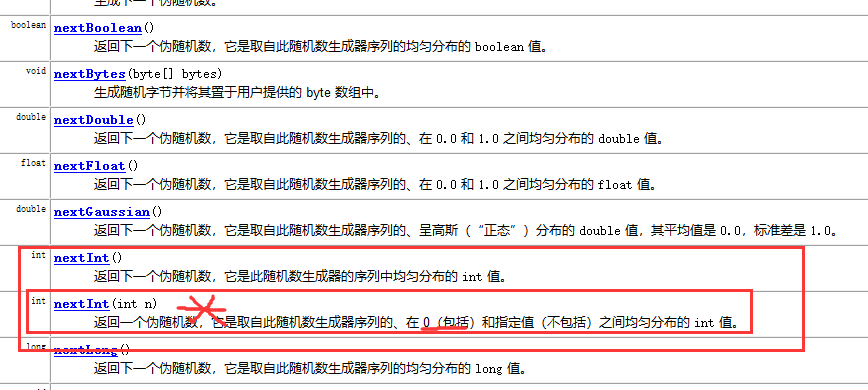 生成下一个伪随机数。
boolean nextBoolean()
返回下一个伪随机数，它是取自此随机数生成器序列的均匀分布的 boolean 值。
void nextBytes(byte[] bytes)
生成随机字节并将其置于用户提供的 byte 数组中。
double nextDouble()
返回下一个伪随机数，它是取自此随机数生成器序列的、在 0.0 和 1.0 之间均匀分布的 double 值。
float nextFloat()
返回下一个伪随机数，它是取自此随机数生成器序列的、在 0.0 和 1.0 之间均匀分布的 float 值。
double nextGaussian()
返回下一个伪随机数，它是取自此随机数生成器序列的、呈高斯（“正态”）分布的 double 值，其平均值是 0.0，标准差是 1.0。
int nextInt()
返回下一个伪随机数，它是此随机数生成器的序列中均匀分布的 int 值。
int nextInt(int n)
返回一个伪随机数，它是取自此随机数生成器序列的、在 0（包括）和指定值（不包括）之间均匀分布的 int 值。
long nextLong()
返回下一个伪随机数，它是取自此随机数生成器序列的均匀分布的 long 值。